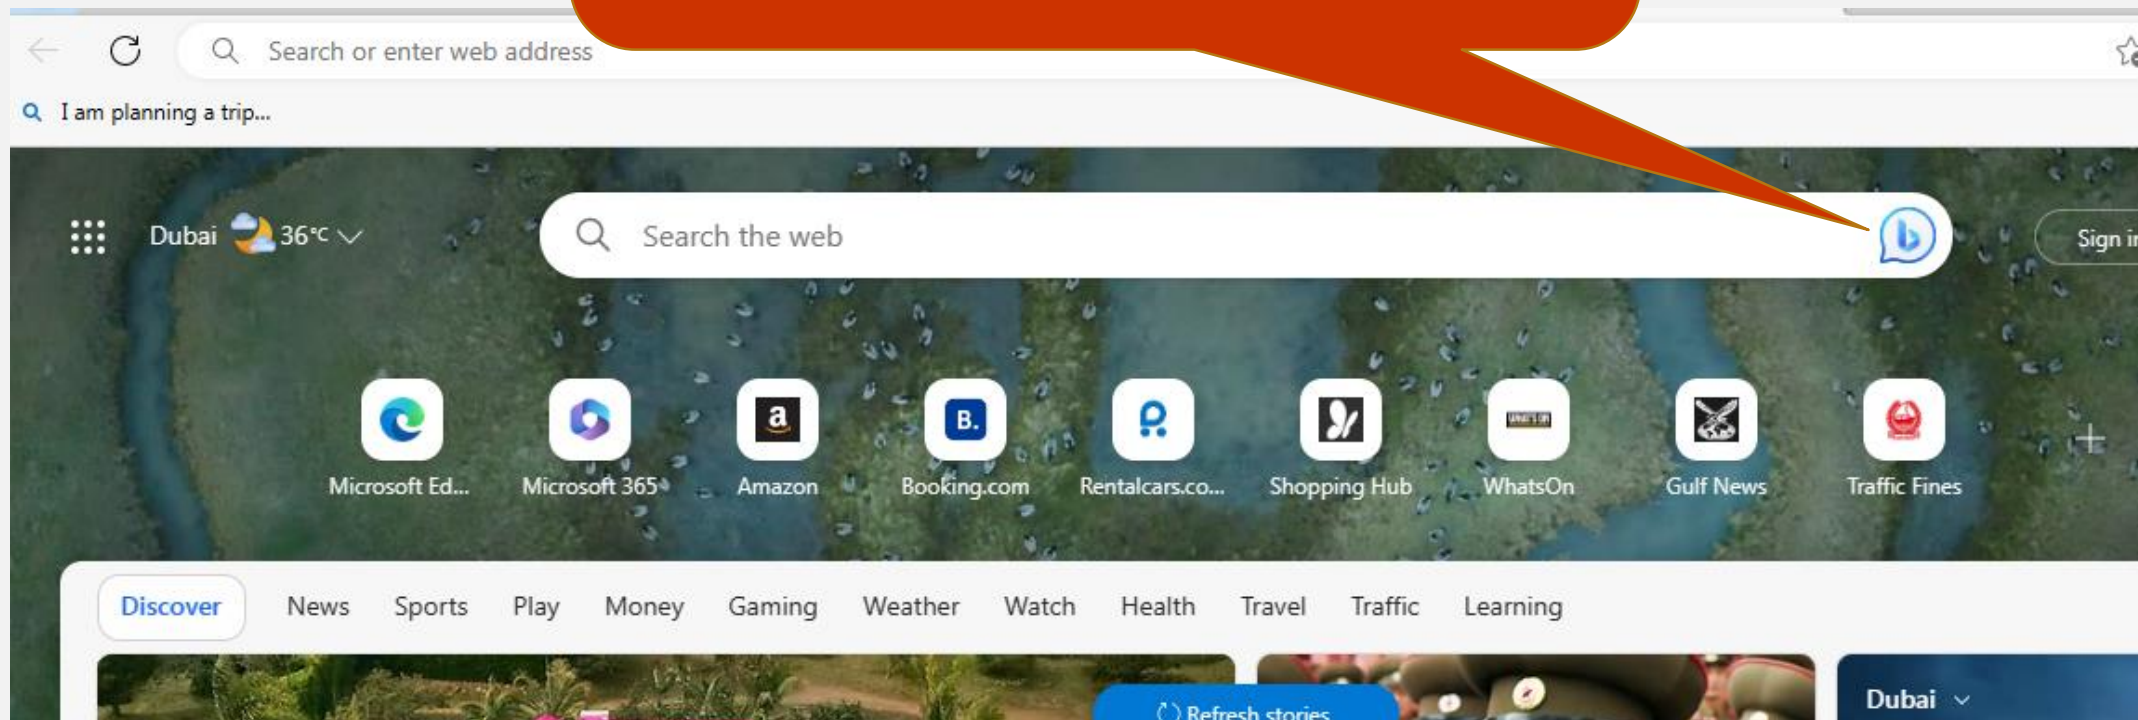 Search or enter web address
I am planning a trip...
Dubai 36°C
Search the web
Sign in
a
B.
WHAT'S ON
Microsoft Ed...
Microsoft 365
Amazon
Booking.com
Rentalcars.co...
Shopping Hub
WhatsOn
Gulf News
Traffic Fines
Discover
News
Sports
Play
Money
Gaming
Weather
Watch
Health
Travel
Traffic
Learning
Dubai
Refresh stories